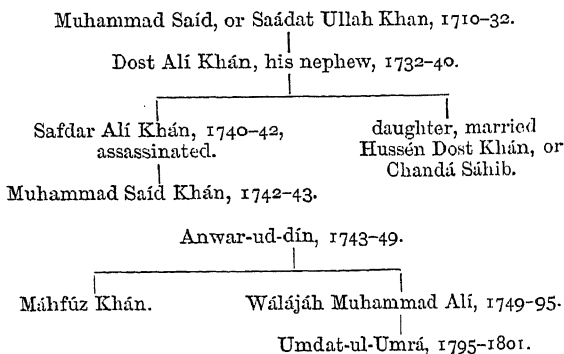 Muhammad Saíd, or Saádat Ullah Khan, 1710–32.
Dost Alí Khán, his nephew, 1732–40.
Safdar Alí Khán, 1740–42,
assassinated.
daughter, married
Hussén Dost Khán, or
Chandá Sáhib.
Muhammad Saíd Khán, 1742–43.
Anwar-ud-dín, 1743–49.
Máhfúz Khán.
Wálájáh Muhammad Alí, 1749–95.
Umdat-ul-Umrá, 1795–1801.